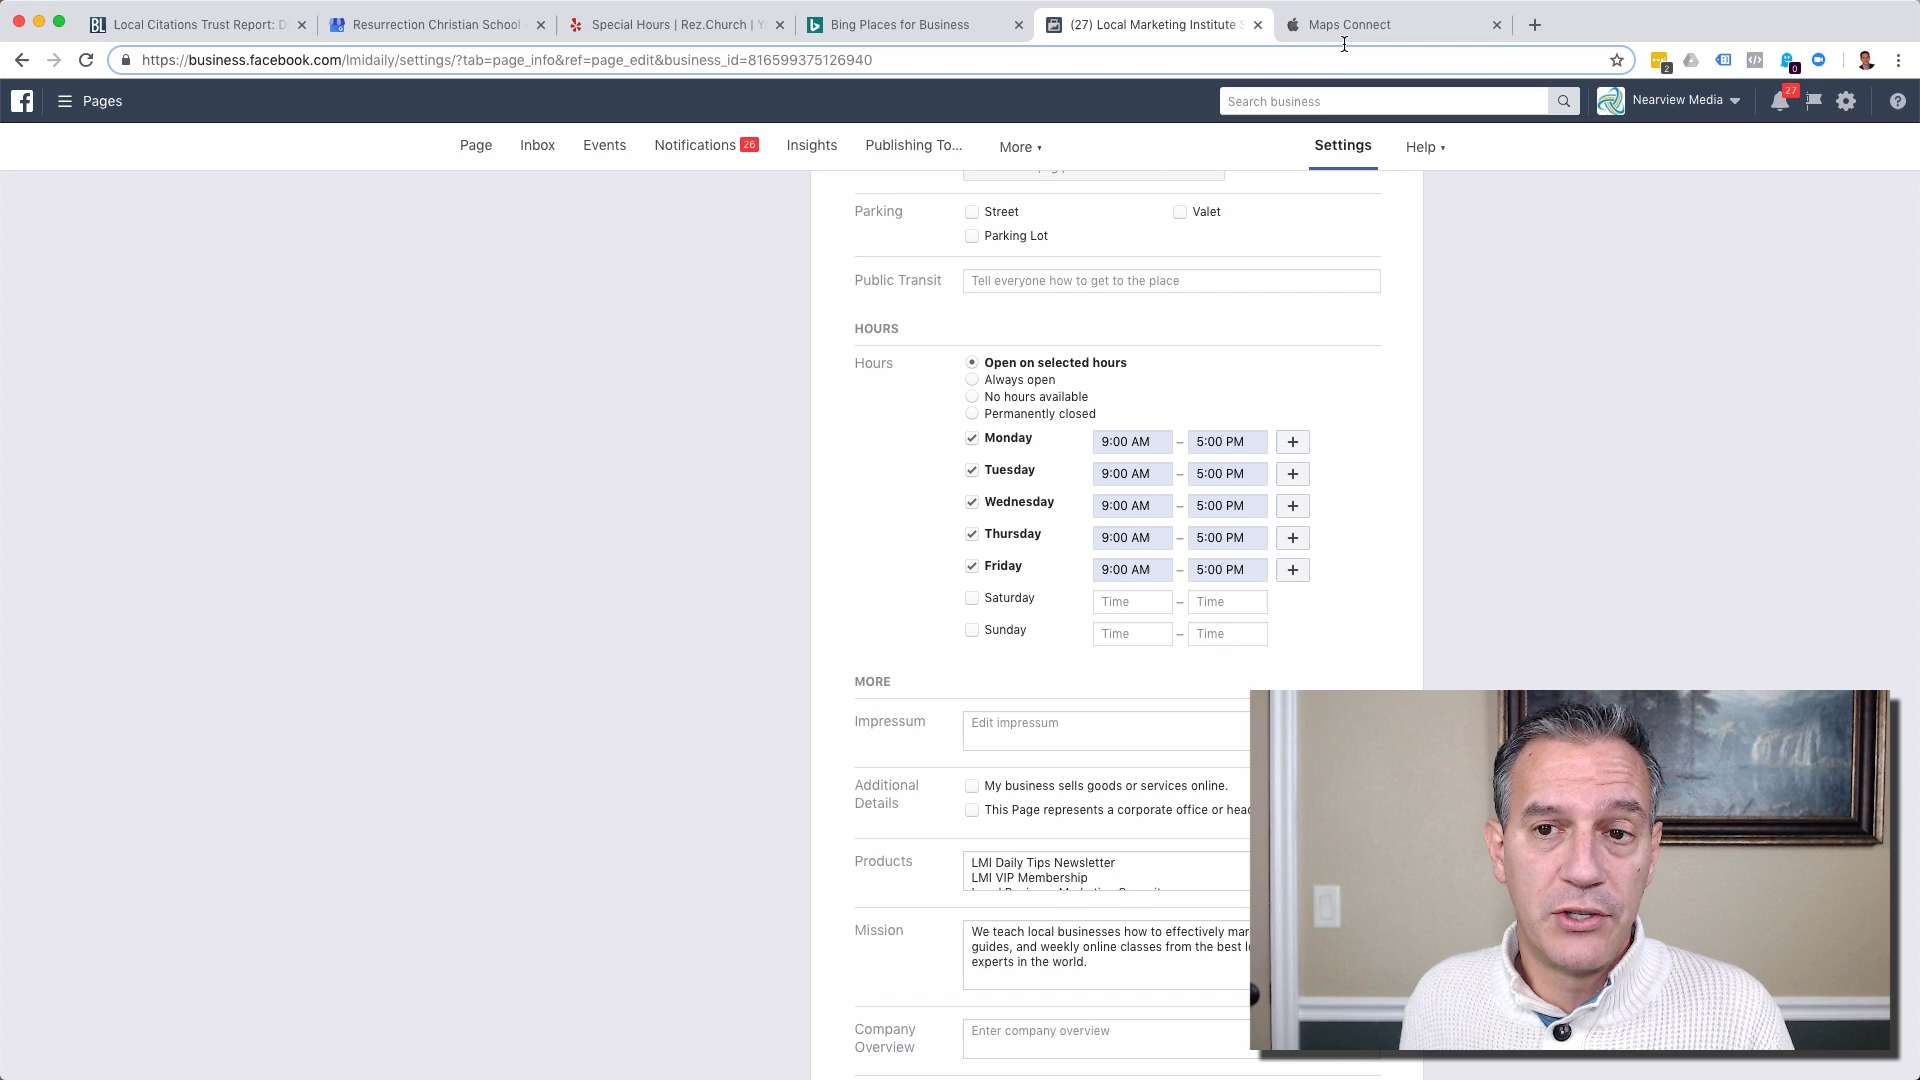 Local Citations Trust Report: D
Resurrection Christian School -
Special Hours | Rez.Church | Y
Bing Places for Business
(27) Local Marketing Institute S
Maps Connect
https://business.facebook.com/lmidaily/settings/?tab=page_info&ref=page_edit&business_id=816599375126940
2
0
Pages
Search business
Nearview Media
27
Page
Inbox
Events
Notifications 26
Insights
Publishing To...
More
Settings
Help
Parking
Street
Valet
Parking Lot
Public Transit
Tell everyone how to get to the place
HOURS
Hours
Open on selected hours
Always open
No hours available
Permanently closed
Monday 9:00 AM – 5:00 PM +
Tuesday 9:00 AM – 5:00 PM +
Wednesday 9:00 AM – 5:00 PM +
Thursday 9:00 AM – 5:00 PM +
Friday 9:00 AM – 5:00 PM +
Saturday Time – Time
Sunday Time – Time
MORE
Impressum
Edit impressum
Additional
Details
My business sells goods or services online.
This Page represents a corporate office or head
Products
LMI Daily Tips Newsletter
LMI VIP Membership
Mission
We teach local businesses how to effectively mar
guides, and weekly online classes from the best l
experts in the world.
Company
Overview
Enter company overview